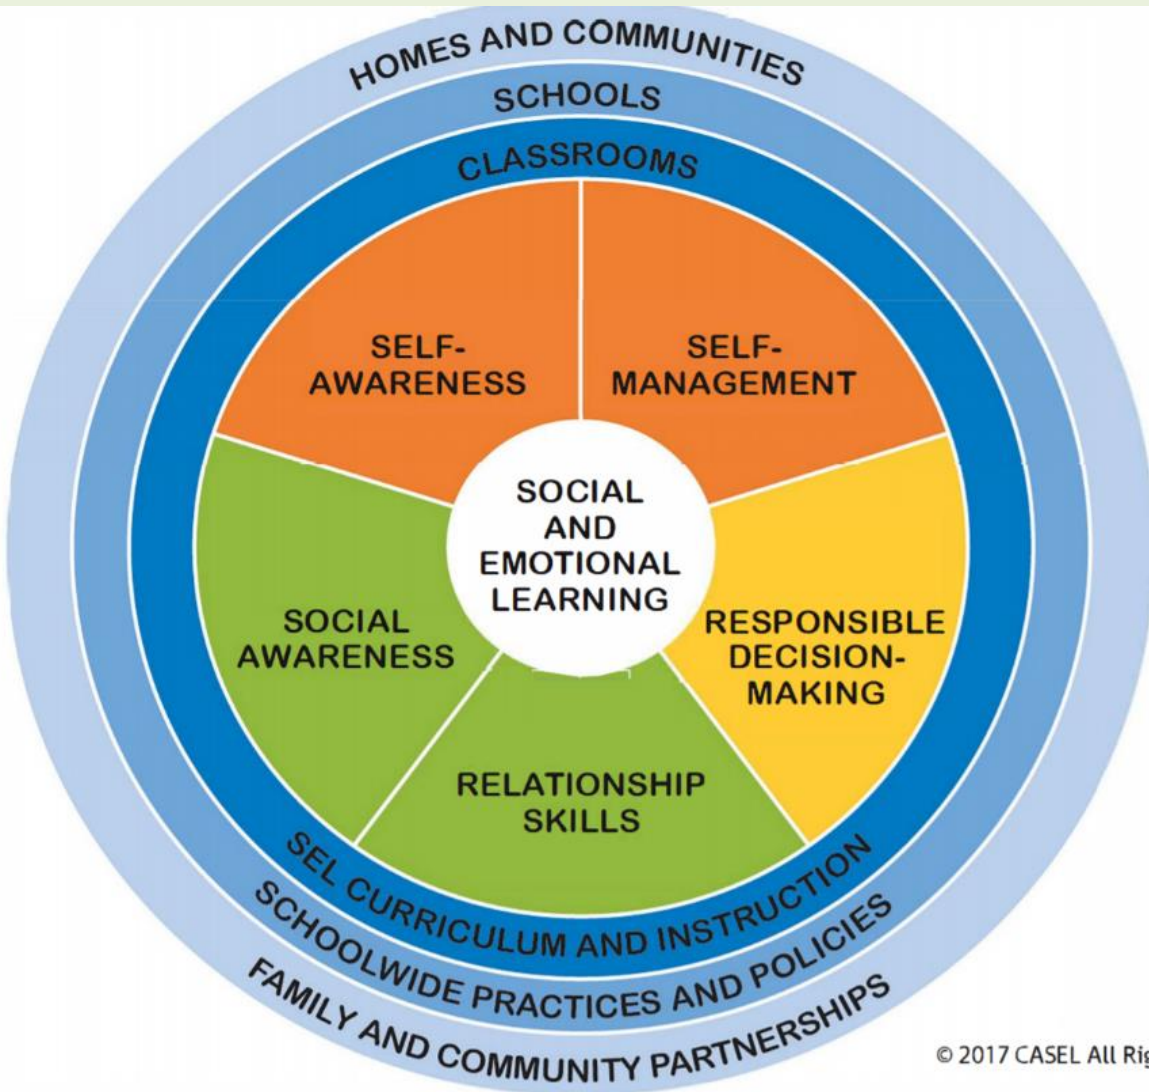 HOMES AND COMMUNITIES
SCHOOLS
CLASSROOMS
SELF-
AWARENESS
SELF-
MANAGEMENT
SOCIAL
AND
EMOTIONAL
LEARNING
SOCIAL
AWARENESS
RESPONSIBLE
DECISION-
MAKING
RELATIONSHIP
SKILLS
SEL CURRICULUM AND INSTRUCTION
SCHOOLWIDE PRACTICES AND POLICIES
FAMILY AND COMMUNITY PARTNERSHIPS
© 2017 CASEL All Rig